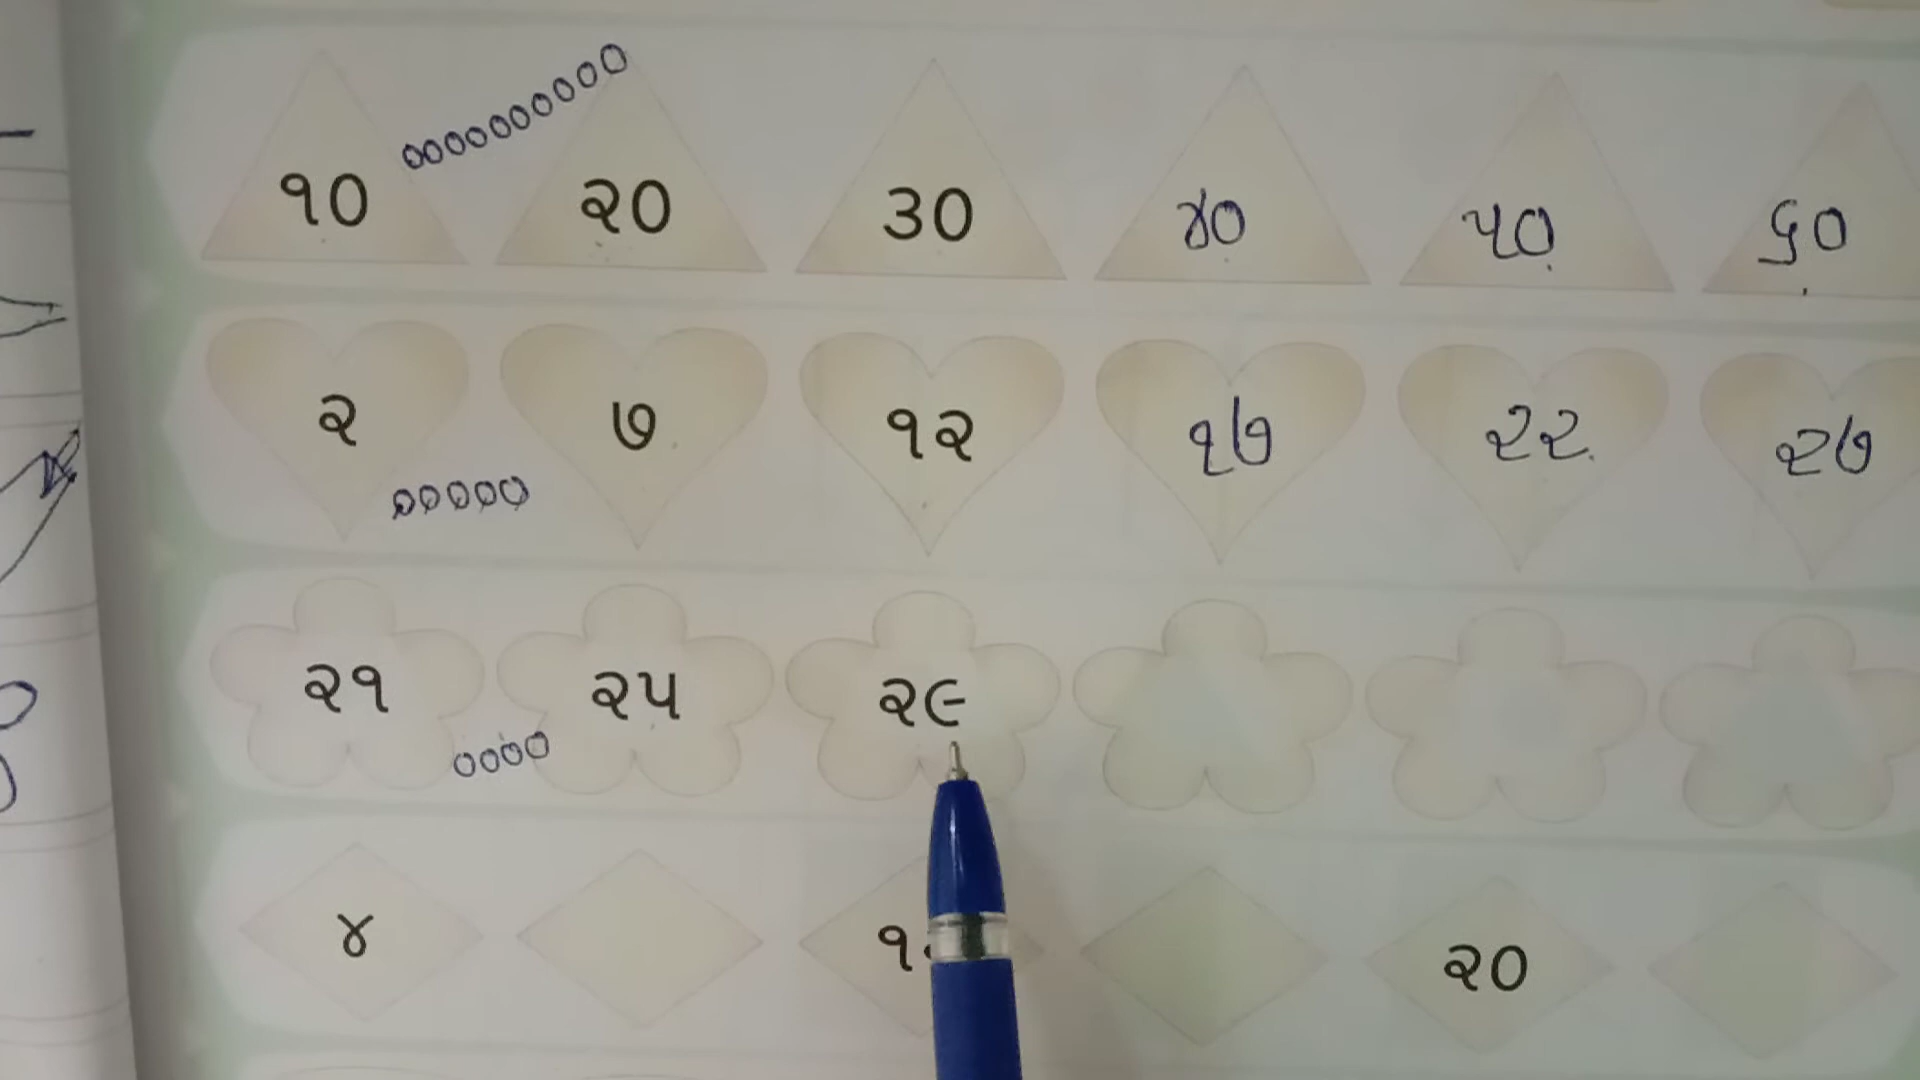 ૧૦ ૨૦ ૩૦ ૪૦ ૫૦ ૬૦
૨ ૭ ૧૨ ૧૭ ૨૨ ૨૭
૨૧ ૨૫ ૨૯
૪ ૨૦